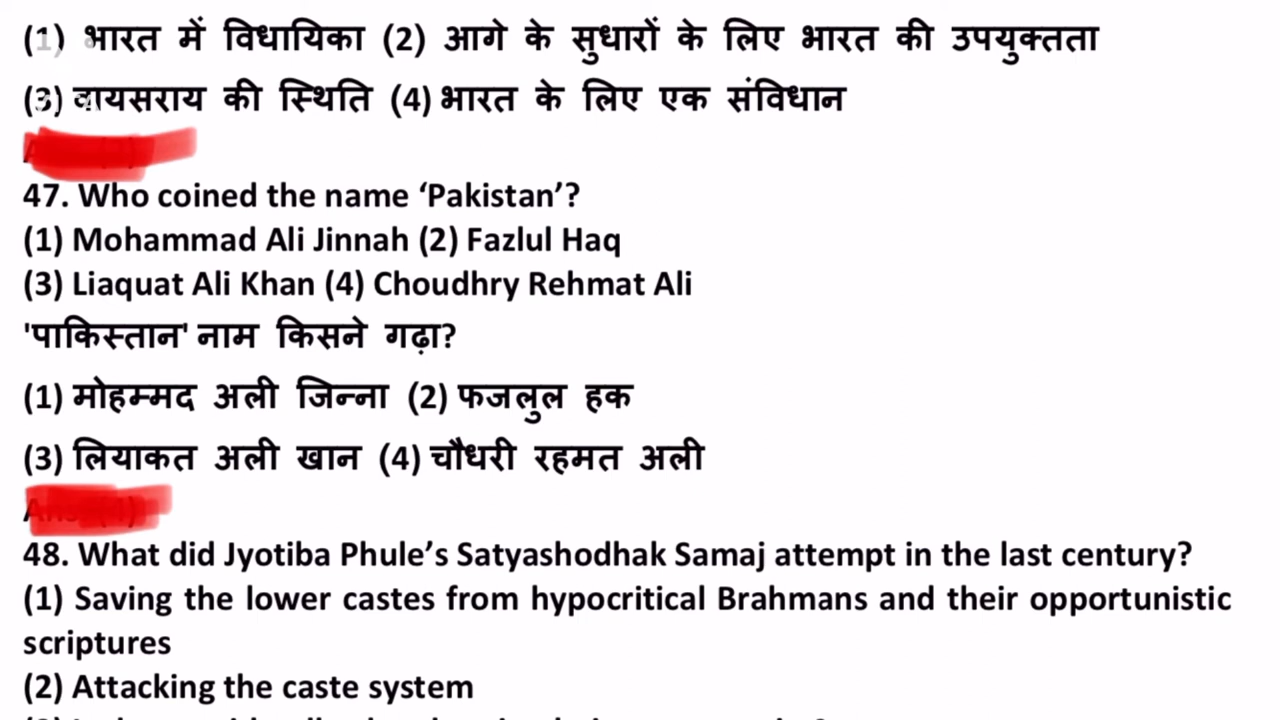 (1) भारत में विधायिका (2) आगे के सुधारों के लिए भारत की उपयुक्तता
(3) वायसराय की स्थिति (4) भारत के लिए एक संविधान
47. Who coined the name ‘Pakistan’?
(1) Mohammad Ali Jinnah (2) Fazlul Haq
(3) Liaquat Ali Khan (4) Choudhry Rehmat Ali
'पाकिस्तान' नाम किसने गढ़ा?
(1) मोहम्मद अली जिन्ना (2) फजलुल हक
(3) लियाकत अली खान (4) चौधरी रहमत अली
48. What did Jyotiba Phule’s Satyashodhak Samaj attempt in the last century?
(1) Saving the lower castes from hypocritical Brahmans and their opportunistic
scriptures
(2) Attacking the caste system